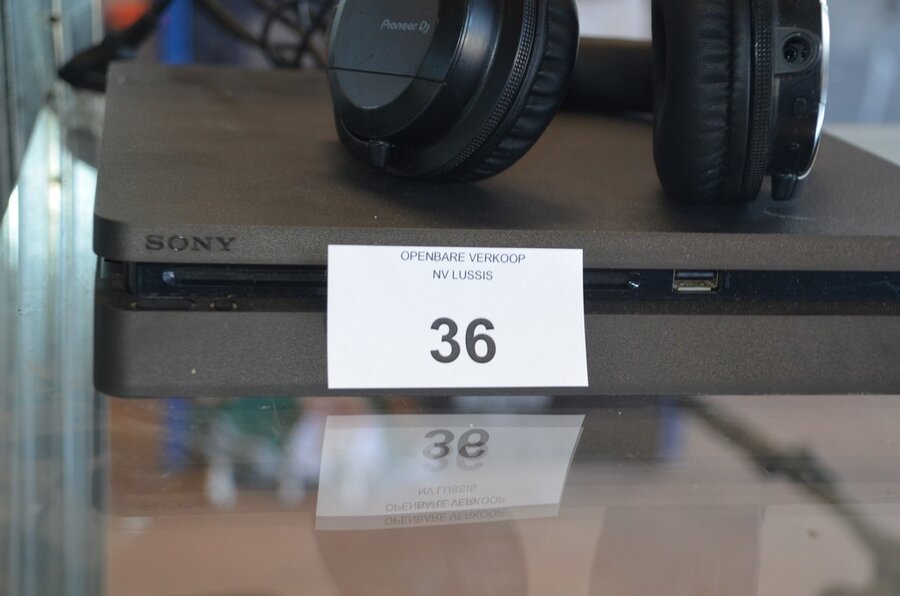 Pioneer Dj
SONY
OPENBARE VERKOOP
NV LUSSIS
36